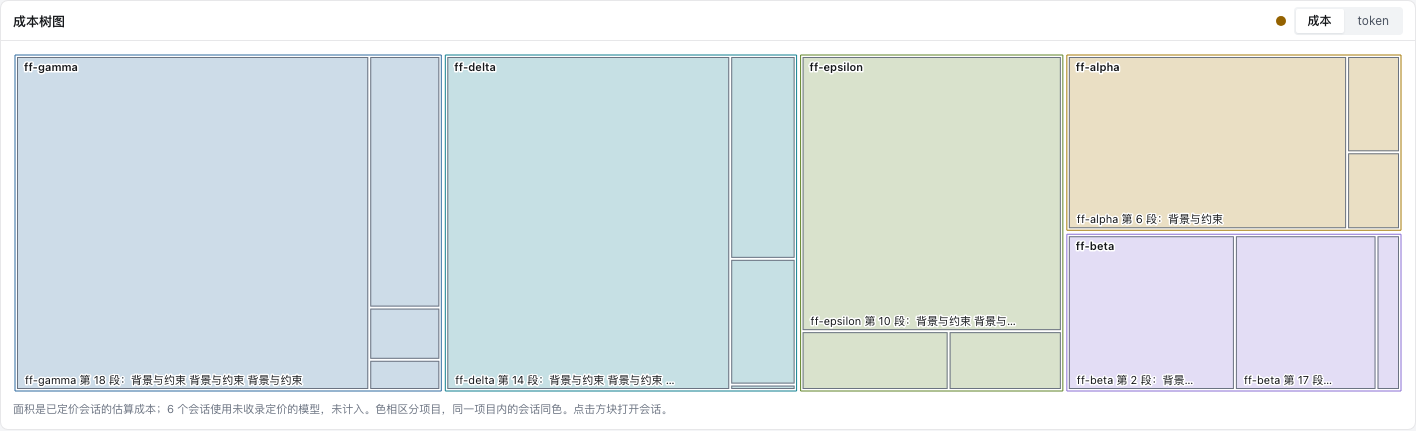 成本树图
成本
token
ff-gamma
ff-delta
ff-epsilon
ff-alpha
ff-alpha 第 6 段：背景与约束
ff-beta
ff-epsilon 第 10 段：背景与约束 背景与...
ff-gamma 第 18 段：背景与约束 背景与约束 背景与约束
ff-delta 第 14 段：背景与约束 背景与约束 ...
ff-beta 第 2 段：背景...
ff-beta 第 17 段...
面积是已定价会话的估算成本；6 个会话使用未收录定价的模型，未计入。色相区分项目，同一项目内的会话同色。点击方块打开会话。